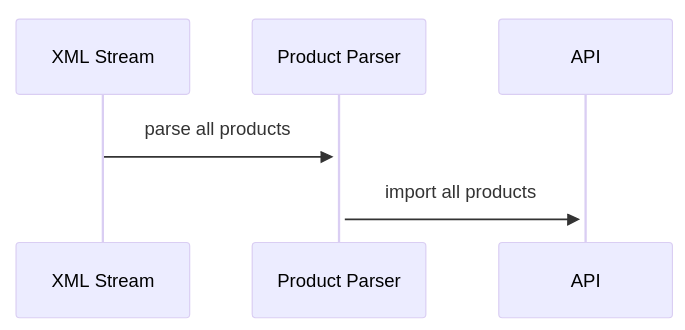 XML Stream
Product Parser
API
parse all products
import all products
XML Stream
Product Parser
API